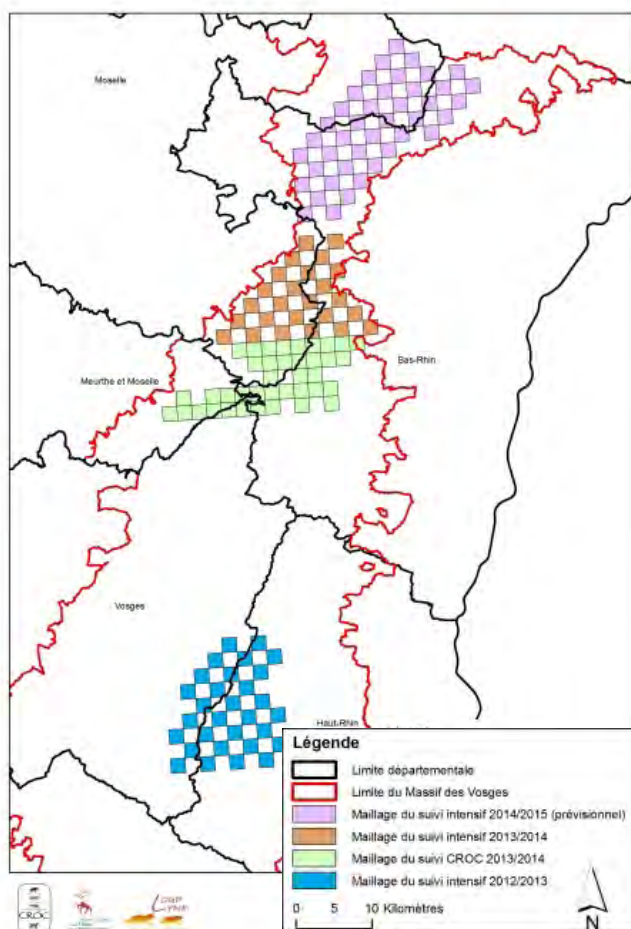 Moselle
Bas-Rhin
Meurthe et Moselle
Vosges
Haut-Rhin
Légende
Limite départementale
Limite du Massif des Vosges
Maillage du suivi intensif 2014/2015 (prévisionnel)
Maillage du suivi intensif 2013/2014
Maillage du suivi CROC 2013/2014
Maillage du suivi intensif 2012/2013
0 5 10 Kilomètres
N
CROC
Loup
Lynx